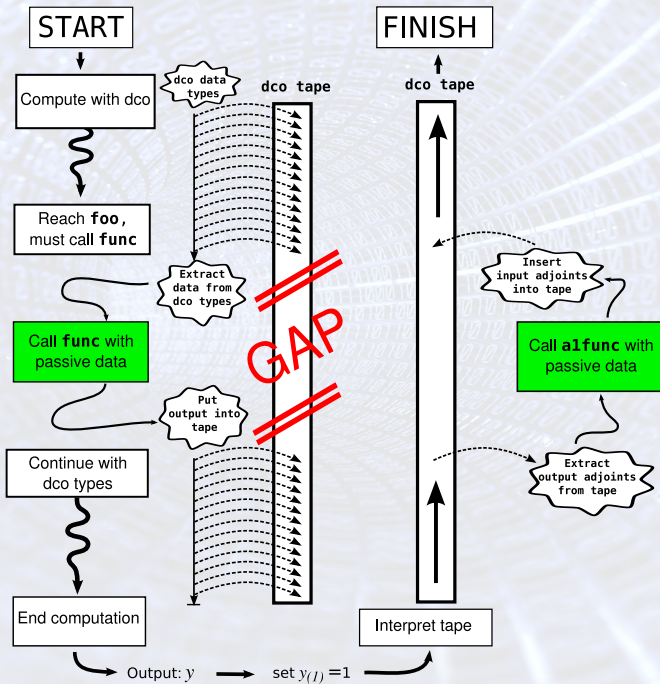 START
Compute with dco
dco data
types
dco tape
Reach foo,
must call func
Extract
data from
dco types
Call func with
passive data
GAP
Put
output into
tape
Continue with
dco types
End computation
Output: y
set y(1) =1
FINISH
dco tape
Insert
input adjoints
into tape
Call a1func with
passive data
Extract
output adjoints
from tape
Interpret tape